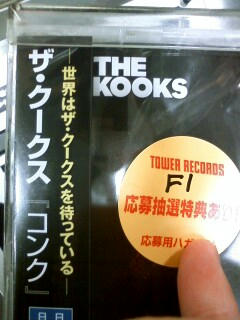 世界はザ・クークスを待っている
ザ・クークス『コンク』
THE
KOOKS
TOWER RECORDS
F1
応募抽選特典あ
応募用ハガ